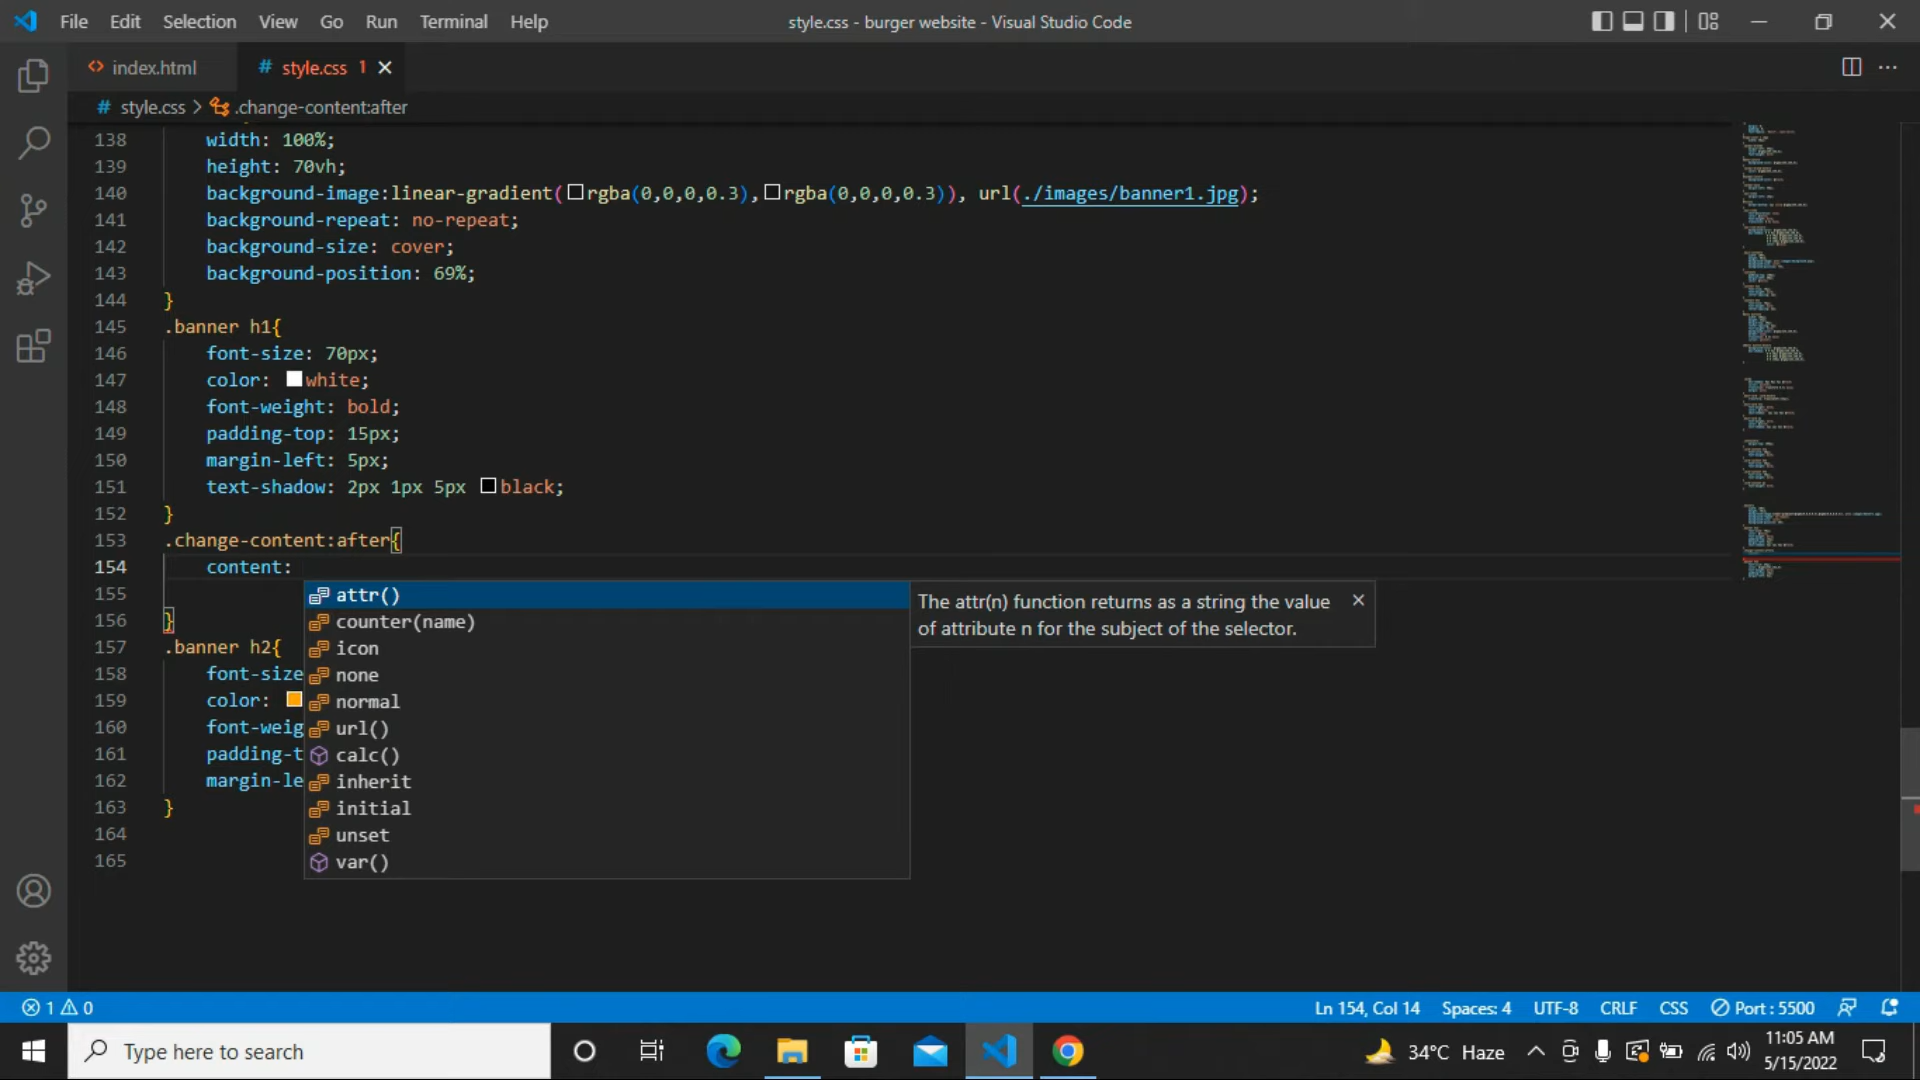 File Edit Selection View Go Run Terminal Help
style.css - burger website - Visual Studio Code
<> index.html
# style.css 1
# style.css > .change-content:after
138 width: 100%;
139 height: 70vh;
140 background-image:linear-gradient(rgba(0,0,0,0.3),rgba(0,0,0,0.3)), url(./images/banner1.jpg);
141 background-repeat: no-repeat;
142 background-size: cover;
143 background-position: 69%;
144 }
145 .banner h1{
146 font-size: 70px;
147 color: white;
148 font-weight: bold;
149 padding-top: 15px;
150 margin-left: 5px;
151 text-shadow: 2px 1px 5px black;
152 }
153 .change-content:after{
154 content:
155
156 }
157 .banner h2{
158 font-size
159 color:
160 font-weig
161 padding-t
162 margin-le
163 }
164
165
attr()
counter(name)
icon
none
normal
url()
calc()
inherit
initial
unset
var()
The attr(n) function returns as a string the value
of attribute n for the subject of the selector.
1 0
Ln 154, Col 14 Spaces: 4 UTF-8 CRLF CSS Port : 5500
Type here to search
34°C Haze
11:05 AM
5/15/2022